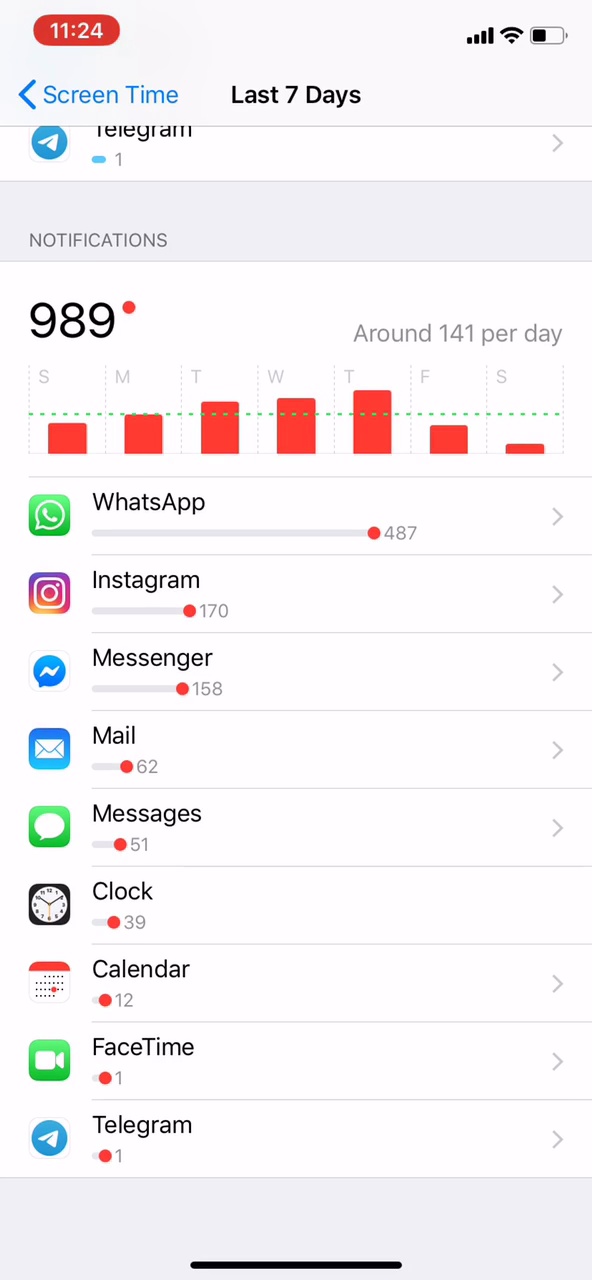 11:24
Screen Time
Last 7 Days
Telegram
1
NOTIFICATIONS
989
Around 141 per day
S M T W T F S
WhatsApp
487
Instagram
170
Messenger
158
Mail
62
Messages
51
Clock
39
Calendar
12
FaceTime
1
Telegram
1